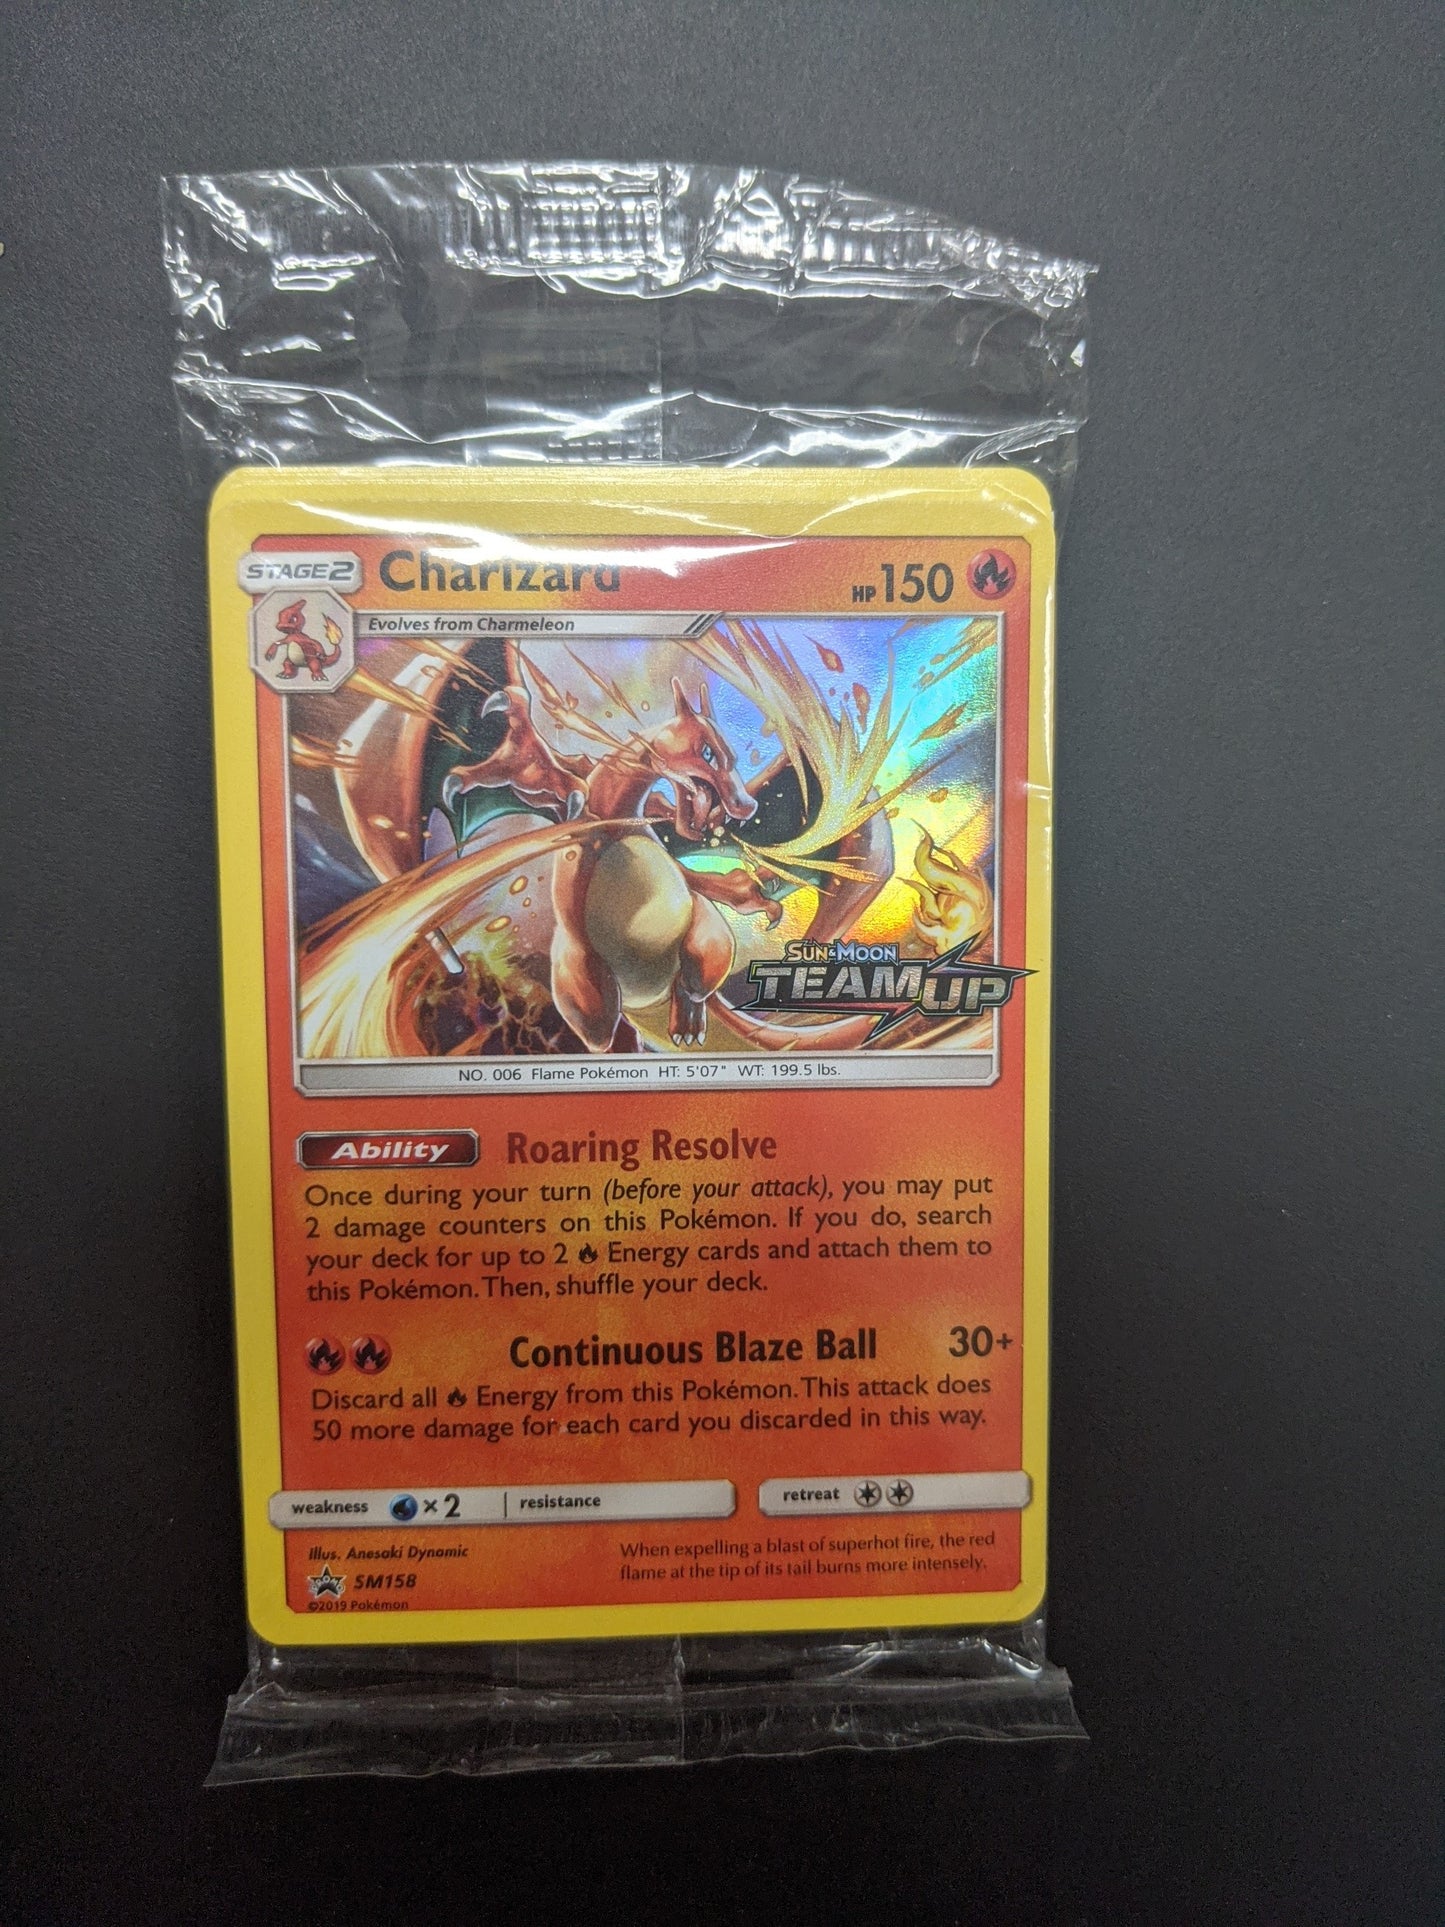 STAGE2
Charizard
HP150
Evolves from Charmeleon
SUN&MOON
TEAM UP
NO. 006 Flame Pokémon HT: 5'07" WT: 199.5 lbs.
Ability Roaring Resolve
Once during your turn (before your attack), you may put
2 damage counters on this Pokémon. If you do, search
your deck for up to 2 Energy cards and attach them to
this Pokémon. Then, shuffle your deck.
Continuous Blaze Ball 30+
Discard all Energy from this Pokémon. This attack does
50 more damage for each card you discarded in this way.
weakness ×2 resistance
retreat
Illus. Anesaki Dynamic
When expelling a blast of superhot fire, the red
flame at the tip of its tail burns more intensely.
PROMO SM158
©2019 Pokémon